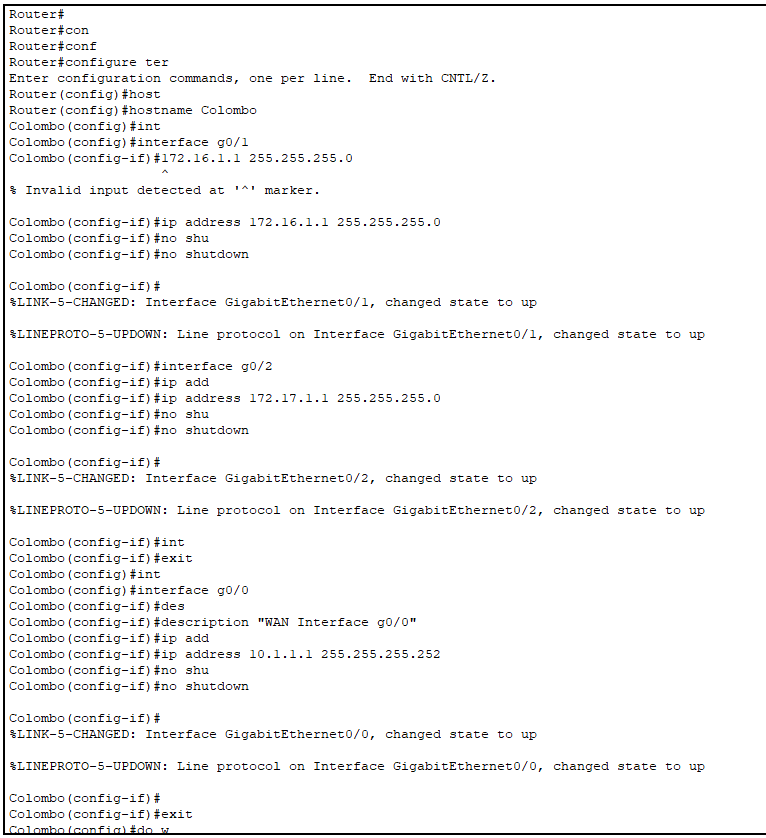 Router#
Router#con
Router#conf
Router#configure ter
Enter configuration commands, one per line.  End with CNTL/Z.
Router(config)#host
Router(config)#hostname Colombo
Colombo(config)#int
Colombo(config)#interface g0/1
Colombo(config-if)#172.16.1.1 255.255.255.0
^
% Invalid input detected at '^' marker.
Colombo(config-if)#ip address 172.16.1.1 255.255.255.0
Colombo(config-if)#no shu
Colombo(config-if)#no shutdown
Colombo(config-if)#
%LINK-5-CHANGED: Interface GigabitEthernet0/1, changed state to up
%LINEPROTO-5-UPDOWN: Line protocol on Interface GigabitEthernet0/1, changed state to up
Colombo(config-if)#interface g0/2
Colombo(config-if)#ip add
Colombo(config-if)#ip address 172.17.1.1 255.255.255.0
Colombo(config-if)#no shu
Colombo(config-if)#no shutdown
Colombo(config-if)#
%LINK-5-CHANGED: Interface GigabitEthernet0/2, changed state to up
%LINEPROTO-5-UPDOWN: Line protocol on Interface GigabitEthernet0/2, changed state to up
Colombo(config-if)#int
Colombo(config-if)#exit
Colombo(config)#int
Colombo(config)#interface g0/0
Colombo(config-if)#des
Colombo(config-if)#description "WAN Interface g0/0"
Colombo(config-if)#ip add
Colombo(config-if)#ip address 10.1.1.1 255.255.255.252
Colombo(config-if)#no shu
Colombo(config-if)#no shutdown
Colombo(config-if)#
%LINK-5-CHANGED: Interface GigabitEthernet0/0, changed state to up
%LINEPROTO-5-UPDOWN: Line protocol on Interface GigabitEthernet0/0, changed state to up
Colombo(config-if)#
Colombo(config-if)#exit
Colombo(config)#do w